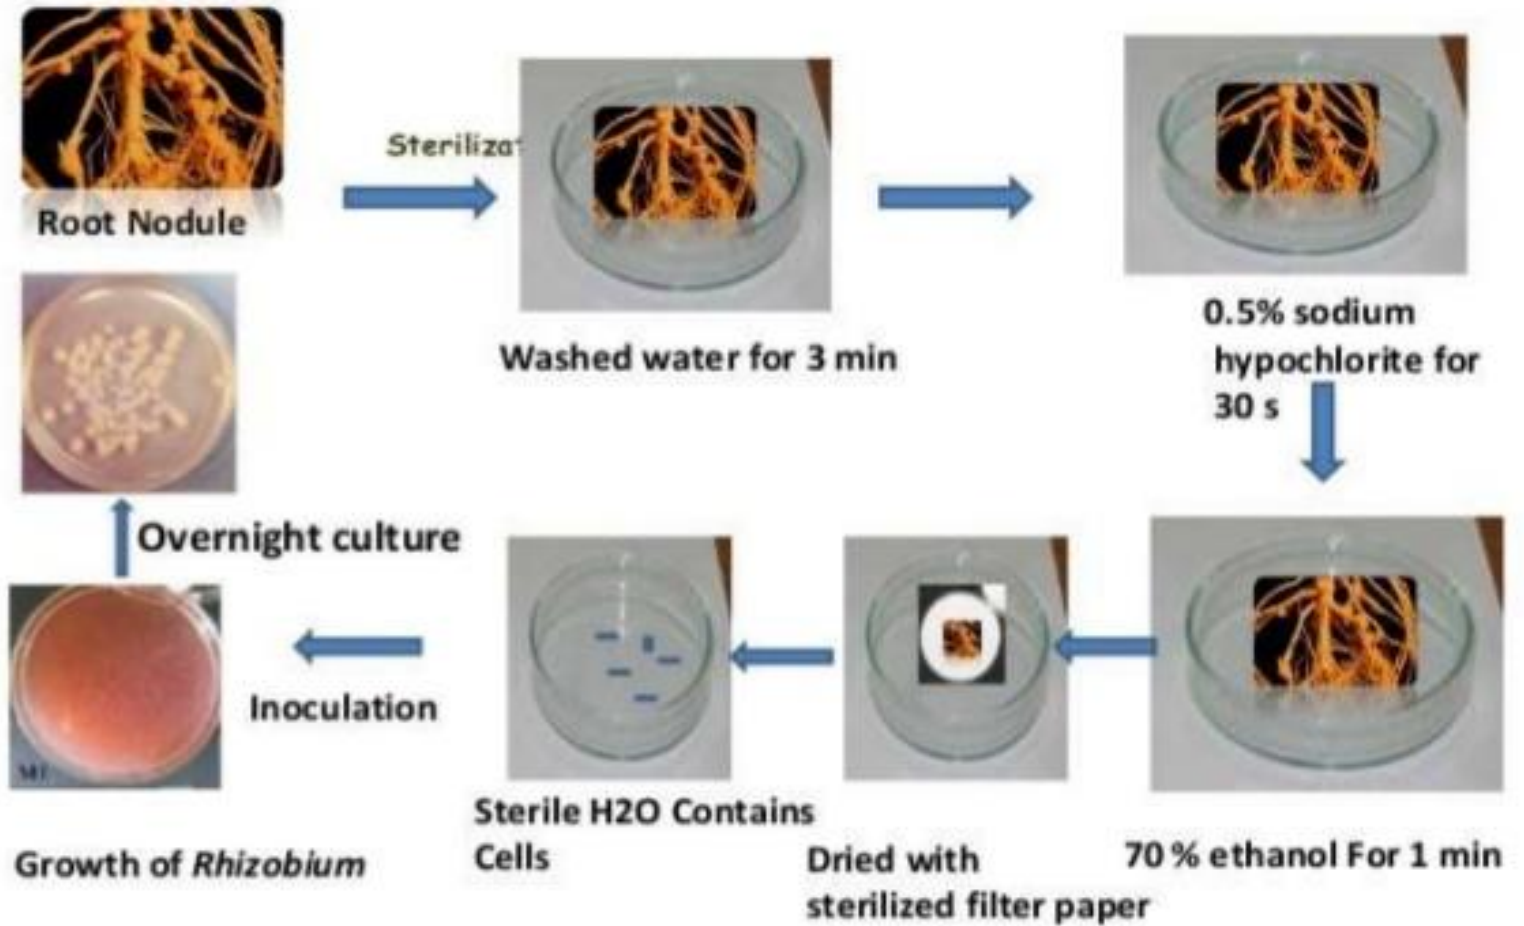 Root Nodule
Washed water for 3 min
0.5% sodium
hypochlorite for
30 s
70 % ethanol For 1 min
Dried with
sterilized filter paper
Sterile H2O Contains
Cells
Inoculation
Growth of Rhizobium
Overnight culture